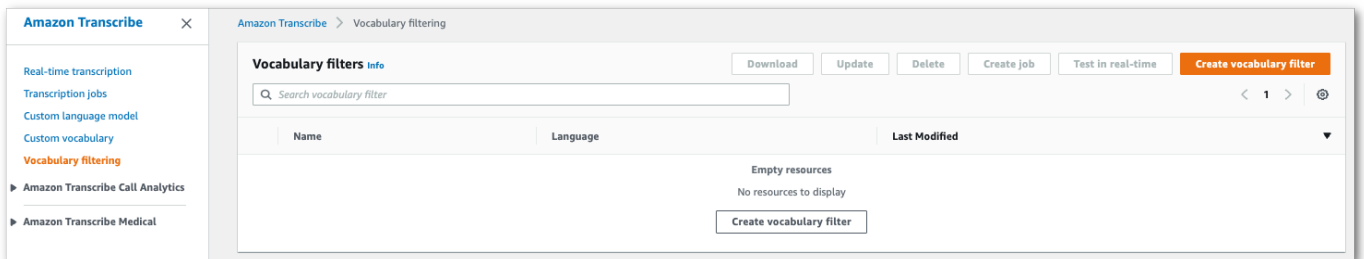 Amazon Transcribe
Real-time transcription
Transcription jobs
Custom language model
Custom vocabulary
Vocabulary filtering
Amazon Transcribe Call Analytics
Amazon Transcribe Medical
Amazon Transcribe > Vocabulary filtering
Vocabulary filters Info Download Update Delete Create job Test in real-time Create vocabulary filter
Search vocabulary filter < 1 >
Name Language Last Modified
Empty resources
No resources to display
Create vocabulary filter